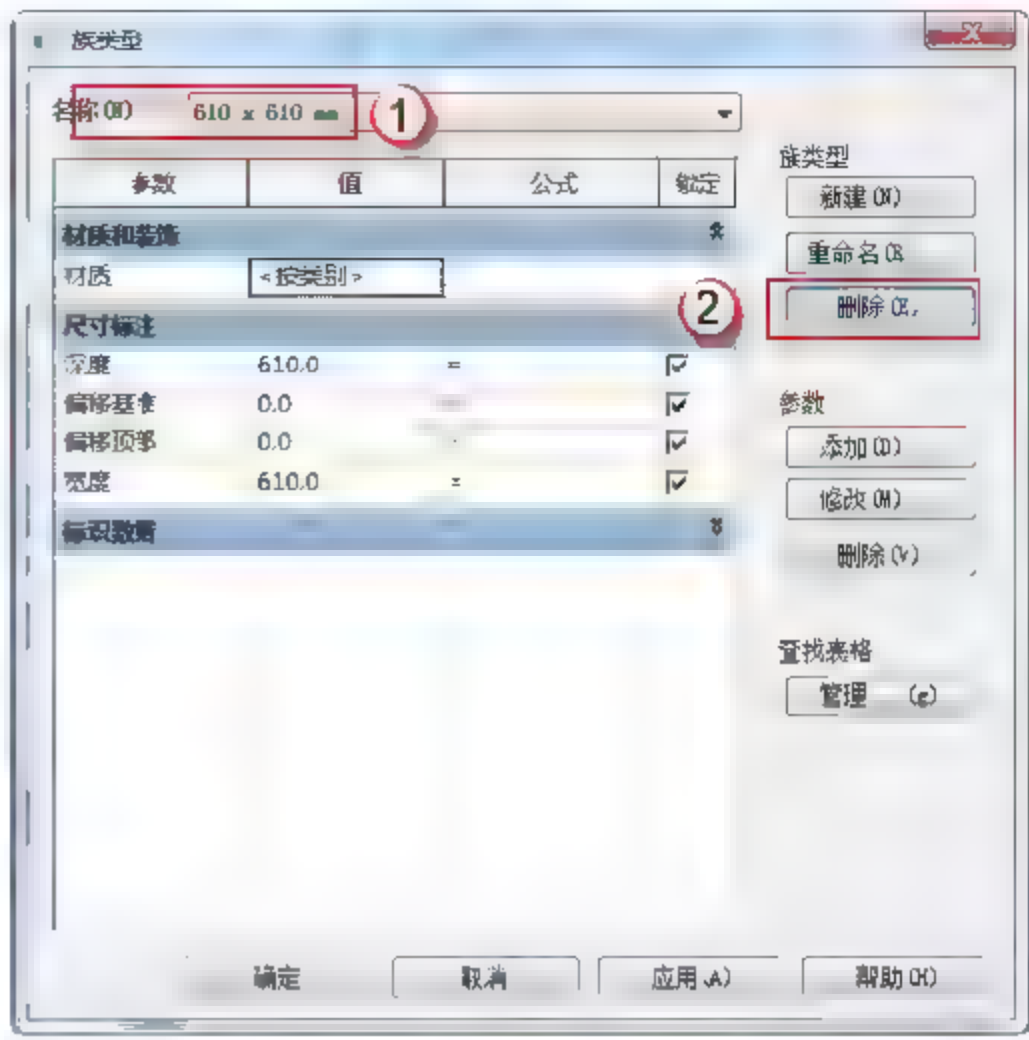 族类型
名称(N) 610 x 610 mm
1
参数 值 公式 锁定
材质和装饰
材质 <按类别>
尺寸标注
深度 610.0 =
偏移基准 0.0
偏移顶部 0.0
宽度 610.0 =
标识数据
族类型
新建(N)
重命名(R
2
删除(E)
参数
添加(D)
修改(M)
删除(V)
查找表格
管理 (G)
确定 取消 应用(A) 帮助(H)